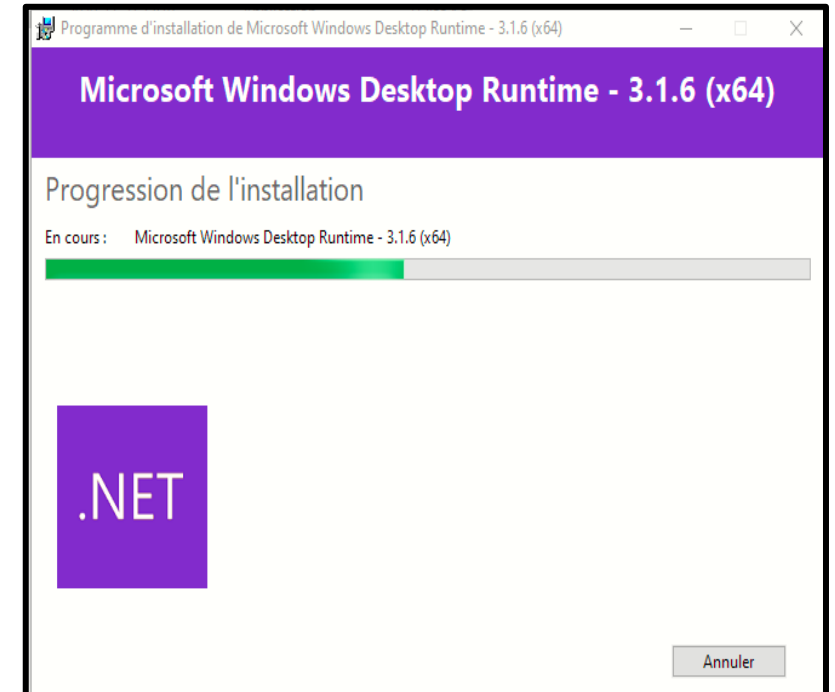 Programme d'installation de Microsoft Windows Desktop Runtime - 3.1.6 (x64)
Microsoft Windows Desktop Runtime - 3.1.6 (x64)
Progression de l'installation
En cours : Microsoft Windows Desktop Runtime - 3.1.6 (x64)
.NET
Annuler